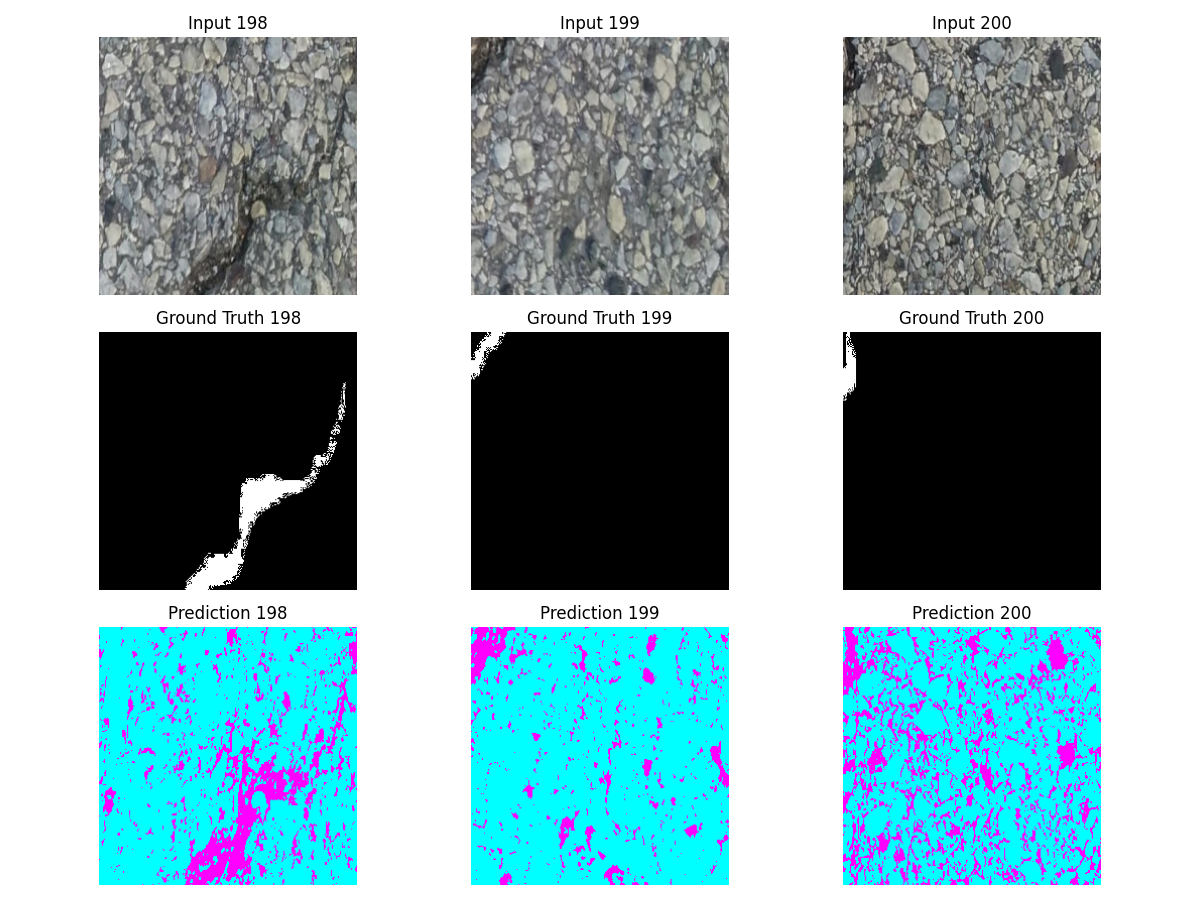 Input 198
Input 199
Input 200
Ground Truth 198
Ground Truth 199
Ground Truth 200
Prediction 198
Prediction 199
Prediction 200